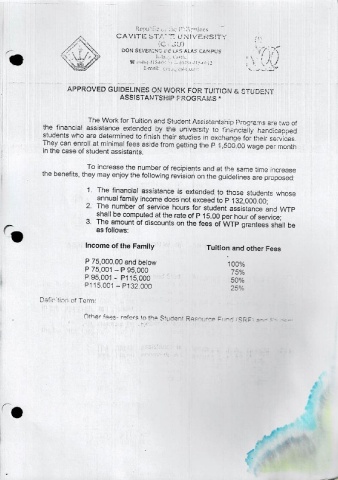 Republic of the Philippines
CAVITE STATE UNIVERSITY
(CvSU)
DON SEVERINO DE LAS ALAS CAMPUS
APPROVED GUIDELINES ON WORK FOR TUITION & STUDENT
ASSISTANTSHIP PROGRAMS *
The Work for Tuition and Student Assistantship Programs are two of
the financial assistance extended by the university to financially handicapped
students who are determined to finish their studies in exchange for their services.
They can enroll at minimal fees aside from getting the P 1,500.00 wage per month
in the case of student assistants.
To increase the number of recipients and at the same time increase
the benefits, they may enjoy the following revision on the guidelines are proposed
1. The financial assistance is extended to those students whose
annual family income does not exceed to P 132,000.00;
2. The number of service hours for student assistance and WTP
shall be computed at the rate of P 15.00 per hour of service;
3. The amount of discounts on the fees of WTP grantees shall be
as follows:
Income of the Family Tuition and other Fees
P 75,000.00 and below 100%
P 75,001 – P 95,000 75%
P 95,001 - P115,000 50%
P115,001 – P132,000 25%
Definition of Term:
Other fees- refers to the Student Resource Fund (SRF) and